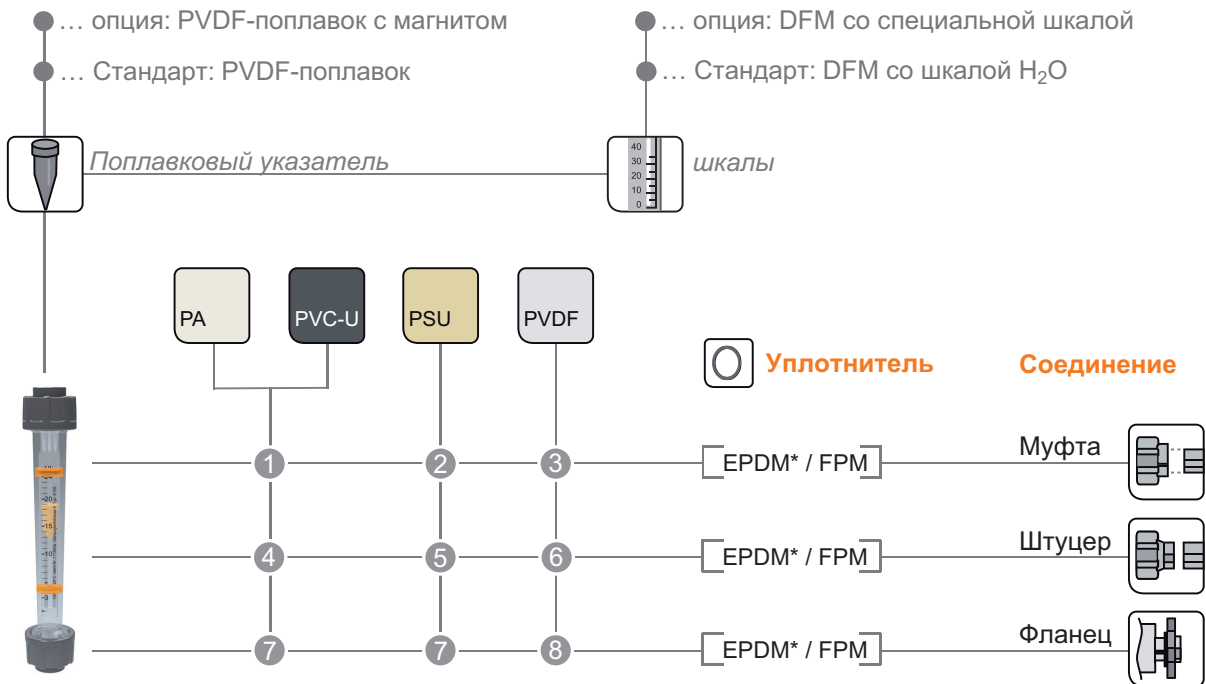 … опция: PVDF-поплавок с магнитом
… опция: DFM со специальной шкалой
… Стандарт: PVDF-поплавок
… Стандарт: DFM со шкалой H₂O
Поплавковый указатель
40
30
20
10
0
шкалы
PA
PVC-U
PSU
PVDF
Уплотнитель
Соединение
1
2
3
EPDM* / FPM
Муфта
4
5
6
EPDM* / FPM
Штуцер
7
7
8
EPDM* / FPM
Фланец